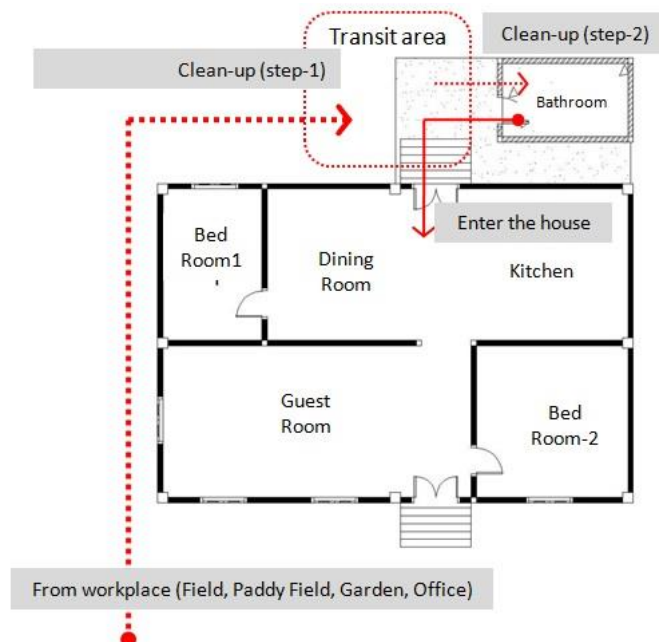 Transit area
Clean-up (step-2)
Clean-up (step-1)
Bathroom
Enter the house
Bed
Room1
Dining
Room
Kitchen
Guest
Room
Bed
Room-2
From workplace (Field, Paddy Field, Garden, Office)